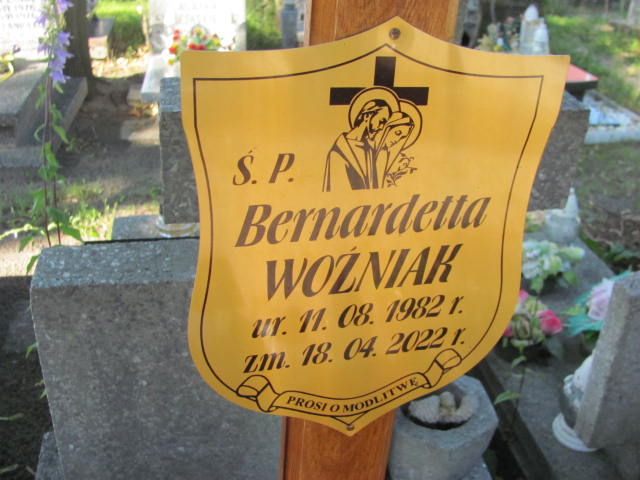 Ś. P.
Bernardetta
WOŹNIAK
ur. 11. 08. 1982 r.
zm. 18. 04. 2022 r.
PROSI O MODLITWĘ